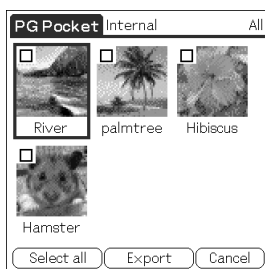 PG Pocket Internal All
River palmtree Hibiscus
Hamster
Select all Export Cancel